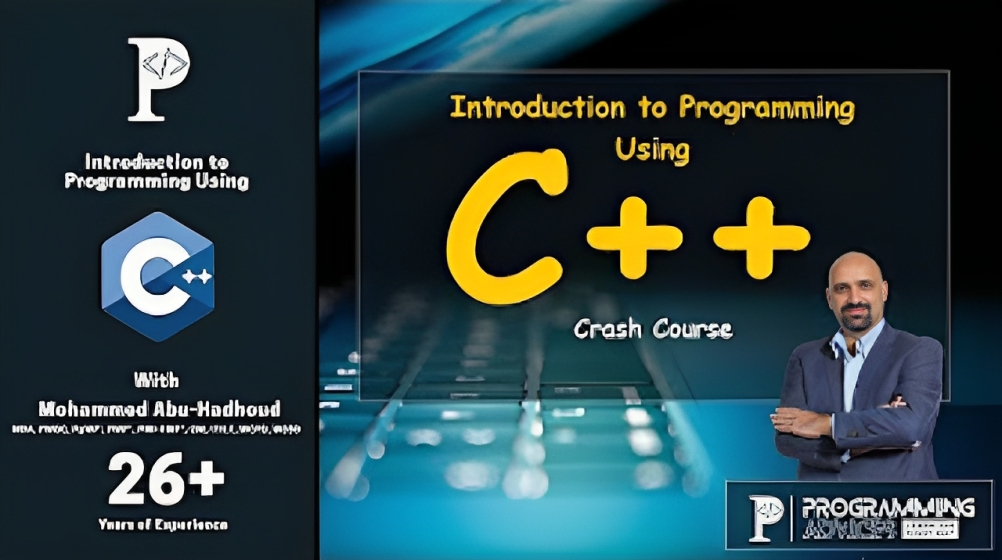 P
Introduction to
Programming Using
C++
With
Mohammed Abu-Hadhoud
26+
Years of Experience
Introduction to Programming
Using
C++
Crash Course
P
PROGRAMMING
ADVICES